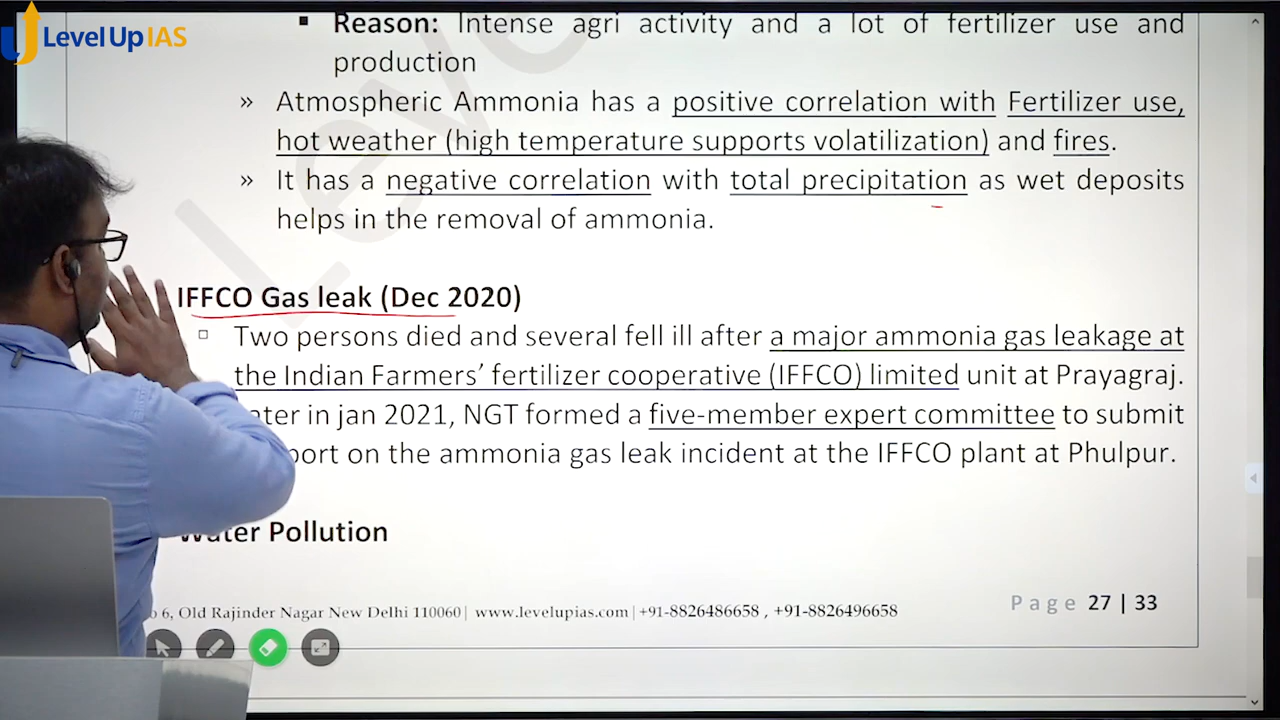 Level Up IAS
▪ Reason: Intense agri activity and a lot of fertilizer use and
production
» Atmospheric Ammonia has a positive correlation with Fertilizer use,
hot weather (high temperature supports volatilization) and fires.
» It has a negative correlation with total precipitation as wet deposits
helps in the removal of ammonia.
IFFCO Gas leak (Dec 2020)
Two persons died and several fell ill after a major ammonia gas leakage at
the Indian Farmers' fertilizer cooperative (IFFCO) limited unit at Prayagraj.
in jan 2021, NGT formed a five-member expert committee to submit
on the ammonia gas leak incident at the IFFCO plant at Phulpur.
Water Pollution
6, Old Rajinder Nagar New Delhi 110060| www.levelupias.com | +91-8826486658 , +91-8826496658
Page 27 | 33